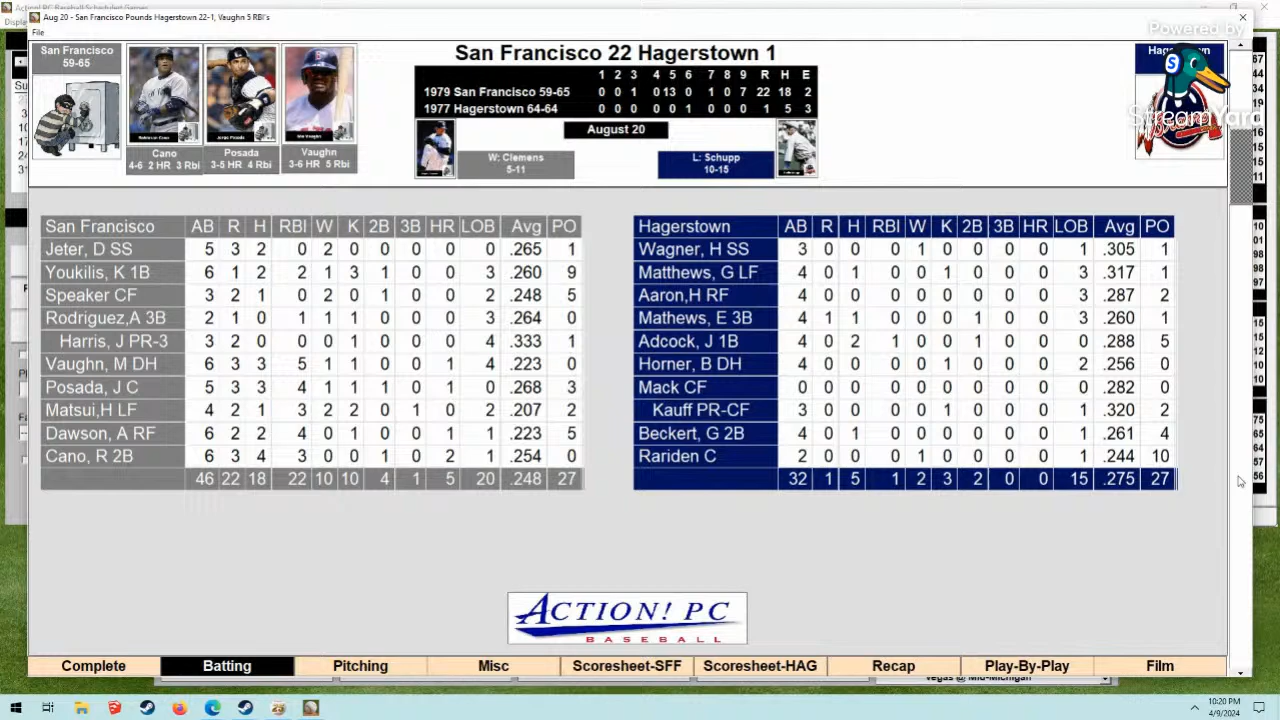 Aug 20 - San Francisco Pounds Hagerstown 22-1, Vaughn 5 RBI's
File
Powered by
StreamYard
San Francisco
59-65
San Francisco 22 Hagerstown 1
1 2 3 4 5 6 7 8 9 R H E
1979 San Francisco 59-65 0 0 1 0 13 0 1 0 7 22 18 2
1977 Hagerstown 64-64 0 0 0 0 0 1 0 0 0 1 5 3
August 20
Cano
4-6 2 HR 3 Rbi
Posada
3-5 HR 4 Rbi
Vaughn
3-6 HR 5 Rbi
W: Clemens
5-11
L: Schupp
10-15
San Francisco AB R H RBI W K 2B 3B HR LOB Avg PO
Jeter, D SS 5 3 2 0 2 0 0 0 0 0 .265 1
Youkilis, K 1B 6 1 2 2 1 3 1 0 0 3 .260 9
Speaker CF 3 2 1 0 2 0 1 0 0 2 .248 5
Rodriguez,A 3B 2 1 0 1 1 1 0 0 0 3 .264 0
Harris, J PR-3 3 2 0 0 0 1 0 0 0 4 .333 1
Vaughn, M DH 6 3 3 5 1 1 0 0 1 4 .223 0
Posada, J C 5 3 3 4 1 1 1 0 1 0 .268 3
Matsui,H LF 4 2 1 3 2 2 0 1 0 2 .207 2
Dawson, A RF 6 2 2 4 0 1 0 0 1 1 .223 5
Cano, R 2B 6 3 4 3 0 0 1 0 2 1 .254 0
46 22 18 22 10 10 4 1 5 20 .248 27
Hagerstown AB R H RBI W K 2B 3B HR LOB Avg PO
Wagner, H SS 3 0 0 0 1 0 0 0 0 1 .305 1
Matthews, G LF 4 0 1 0 0 1 0 0 0 3 .317 1
Aaron,H RF 4 0 0 0 0 0 0 0 0 3 .287 2
Mathews, E 3B 4 1 1 0 0 0 1 0 0 3 .260 1
Adcock, J 1B 4 0 2 1 0 0 1 0 0 0 .288 5
Horner, B DH 4 0 0 0 0 1 0 0 0 2 .256 0
Mack CF 0 0 0 0 0 0 0 0 0 0 .282 0
Kauff PR-CF 3 0 0 0 0 1 0 0 0 1 .320 2
Beckert, G 2B 4 0 1 0 0 0 0 0 0 1 .261 4
Rariden C 2 0 0 0 1 0 0 0 0 1 .244 10
32 1 5 1 2 3 2 0 0 15 .275 27
ACTION! PC
BASEBALL
Complete Batting Pitching Misc Scoresheet-SFF Scoresheet-HAG Recap Play-By-Play Film
10:20 PM
4/9/2024